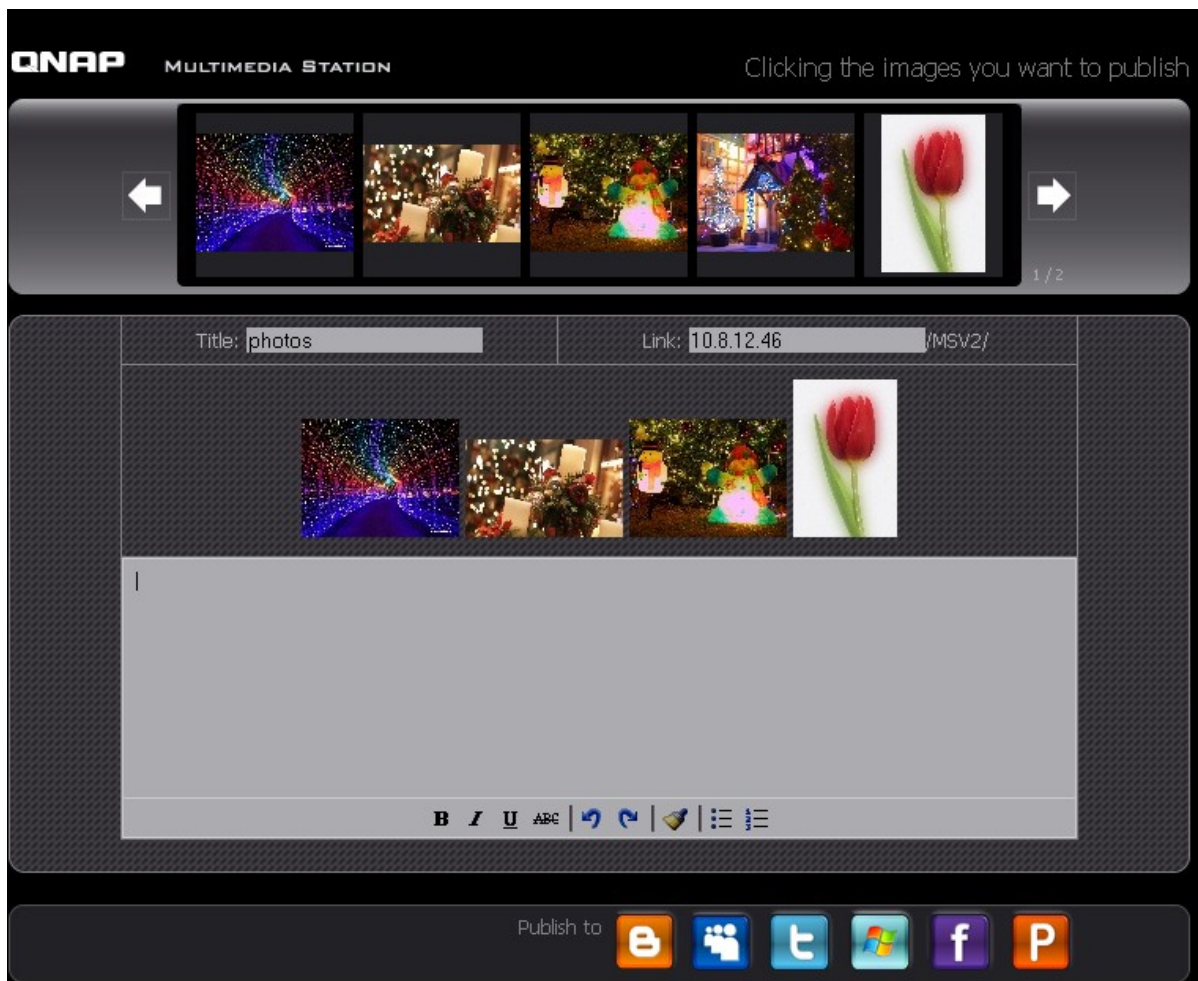 QNAP MULTIMEDIA STATION Clicking the images you want to publish
1/2
Title: photos Link: 10.8.12.46 /MSV2/
B I U ABC
Publish to B t f P